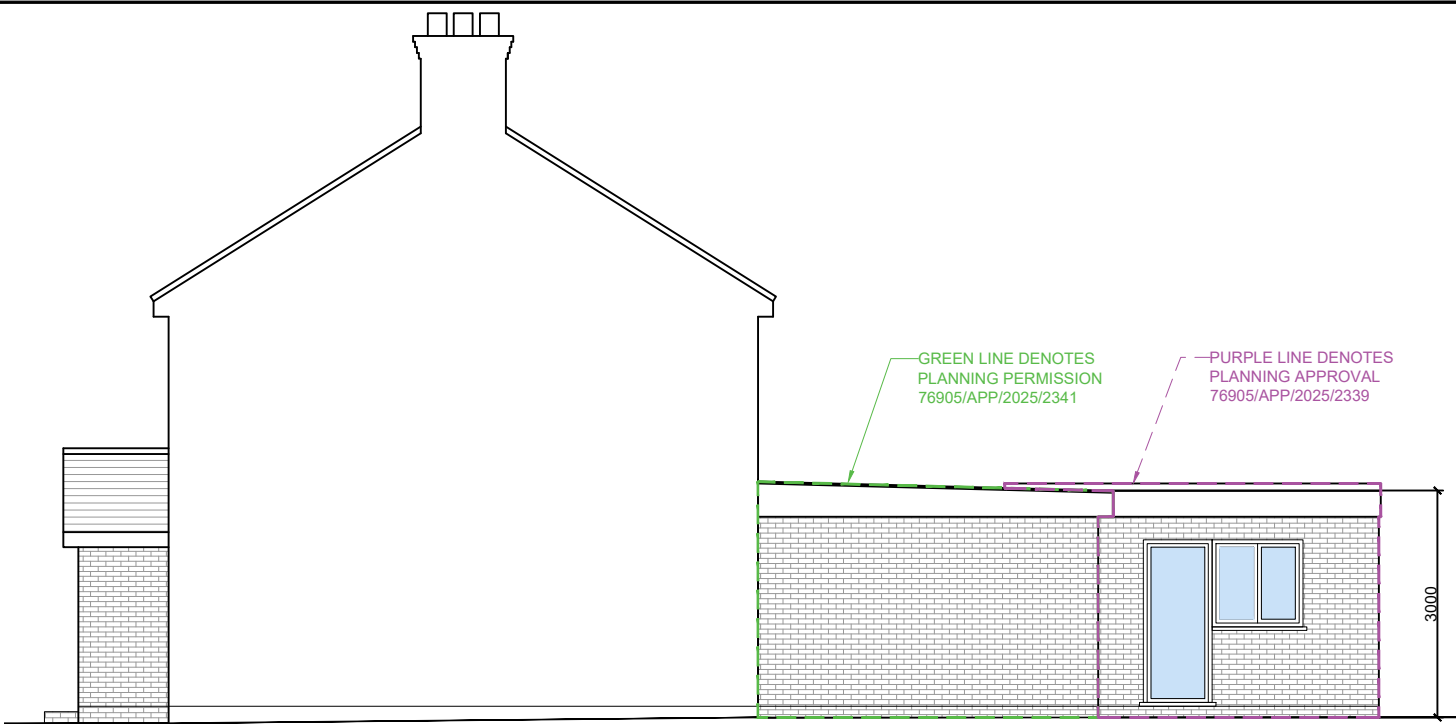 GREEN LINE DENOTES
PLANNING PERMISSION
76905/APP/2025/2341
PURPLE LINE DENOTES
PLANNING APPROVAL
76905/APP/2025/2339
3000